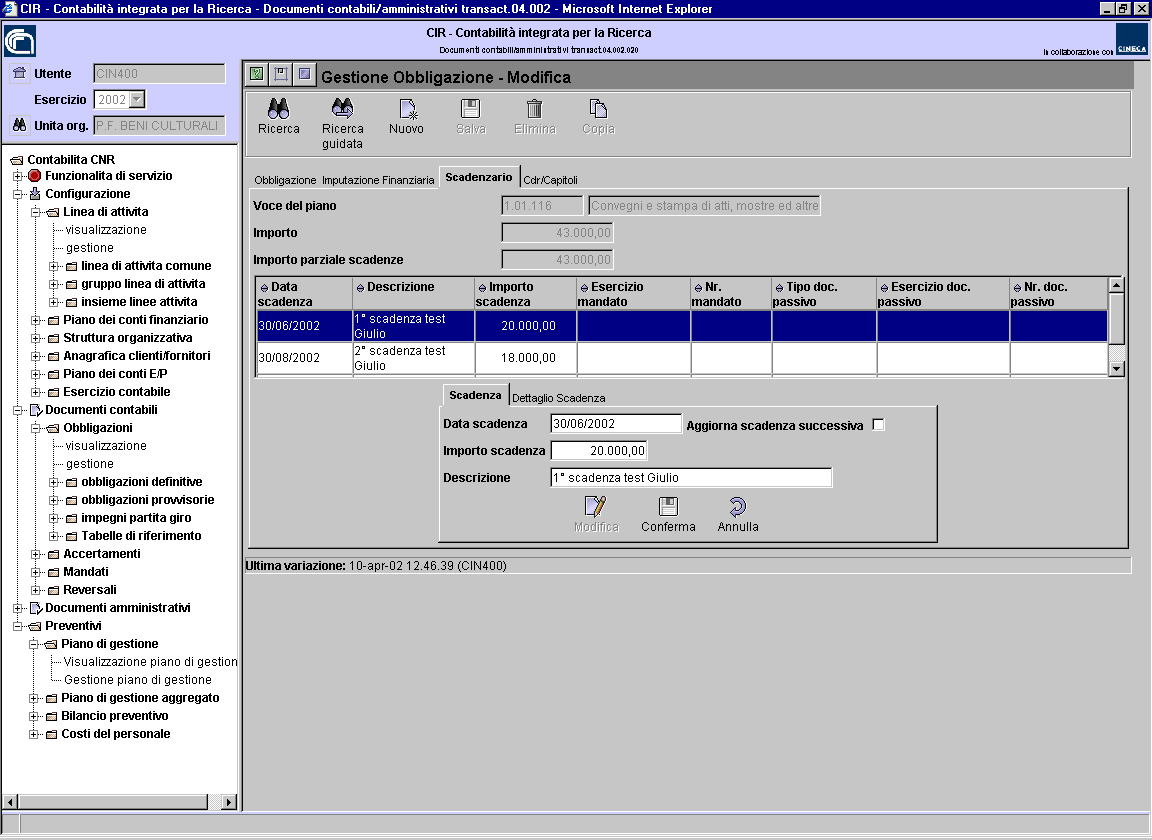 CIR - Contabilità integrata per la Ricerca - Documenti contabili/amministrativi transact.04.002 - Microsoft Internet Explorer
CIR - Contabilità integrata per la Ricerca
Documenti contabili/amministrativi transact.04.002.020
In collaborazione con
CINECA
Utente CIN400
Esercizio 2002
Unita org. P.F. BENI CULTURALI
Contabilita CNR
Funzionalita di servizio
Configurazione
Linea di attivita
visualizzazione
gestione
linea di attivita comune
gruppo linea di attivita
insieme linee attivita
Piano dei conti finanziario
Struttura organizzativa
Anagrafica clienti/fornitori
Piano dei conti E/P
Esercizio contabile
Documenti contabili
Obbligazioni
visualizzazione
gestione
obbligazioni definitive
obbligazioni provvisorie
impegni partita giro
Tabelle di riferimento
Accertamenti
Mandati
Reversali
Documenti amministrativi
Preventivi
Piano di gestione
Visualizzazione piano di gestion
Gestione piano di gestione
Piano di gestione aggregato
Bilancio preventivo
Costi del personale
Gestione Obbligazione - Modifica
Ricerca
Ricerca guidata
Nuovo
Salva
Elimina
Copia
Obbligazione Imputazione Finanziaria Scadenzario Cdr/Capitoli
Voce del piano 1.01.116 Convegni e stampa di atti, mostre ed altre
Importo 43.000,00
Importo parziale scadenze 43.000,00
Data scadenza Descrizione Importo scadenza Esercizio mandato Nr. mandato Tipo doc. passivo Esercizio doc. passivo Nr. doc. passivo
30/06/2002 1° scadenza test Giulio 20.000,00
30/08/2002 2° scadenza test Giulio 18.000,00
Scadenza Dettaglio Scadenza
Data scadenza 30/06/2002 Aggiorna scadenza successiva
Importo scadenza 20.000,00
Descrizione 1° scadenza test Giulio
Modifica Conferma Annulla
Ultima variazione: 10-apr-02 12.46.39 (CIN400)